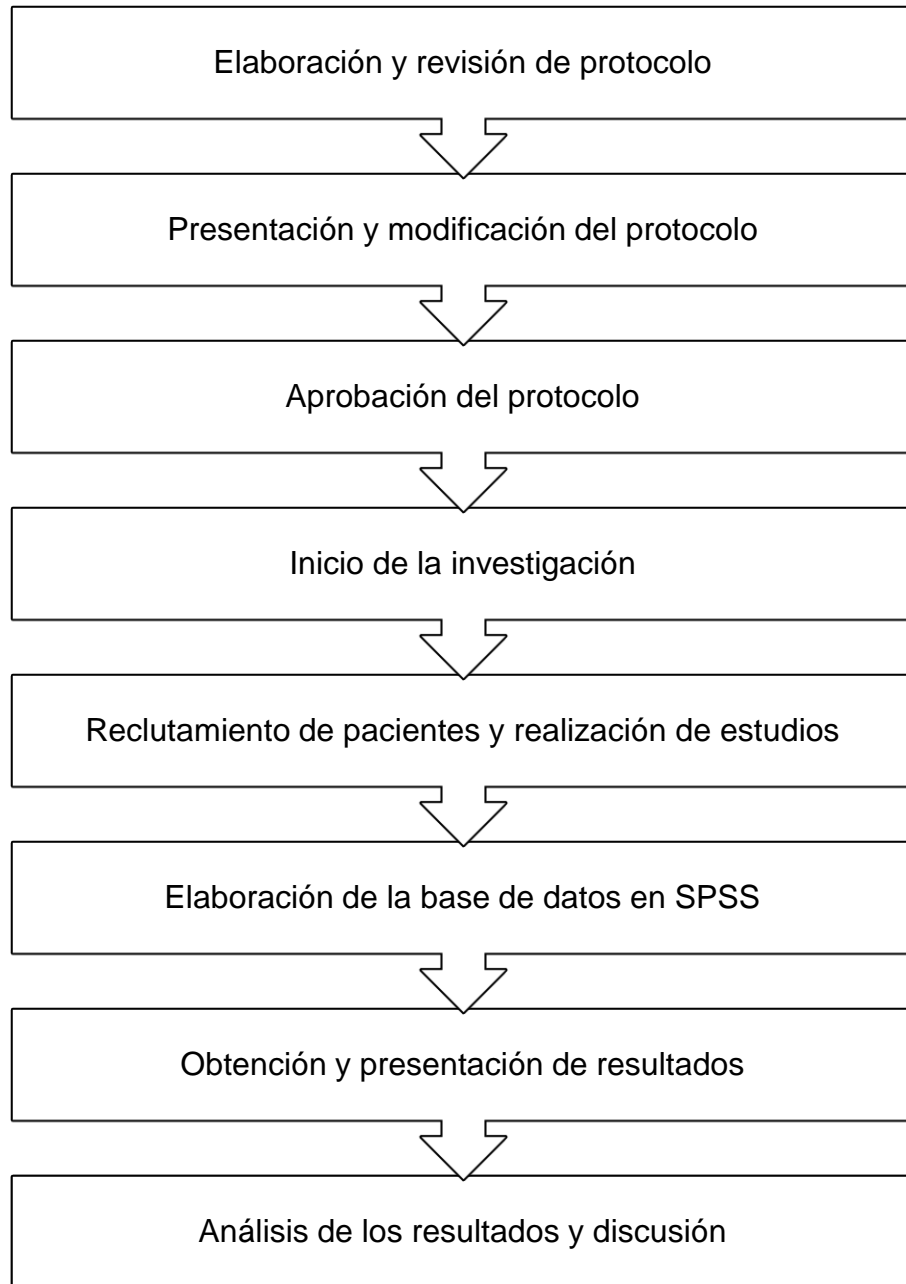 Elaboración y revisión de protocolo
Presentación y modificación del protocolo
Aprobación del protocolo
Inicio de la investigación
Reclutamiento de pacientes y realización de estudios
Elaboración de la base de datos en SPSS
Obtención y presentación de resultados
Análisis de los resultados y discusión